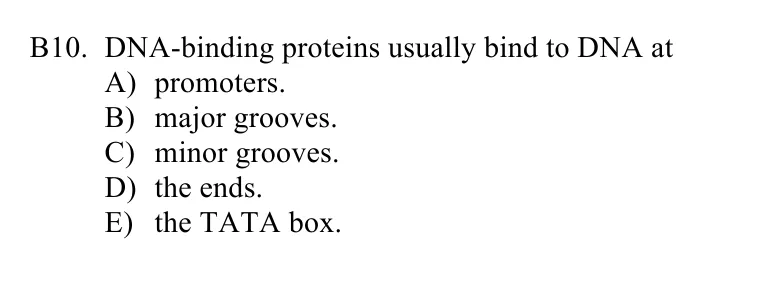 B10. DNA-binding proteins usually bind to DNA at
A) promoters.
B) major grooves.
C) minor grooves.
D) the ends.
E) the TATA box.